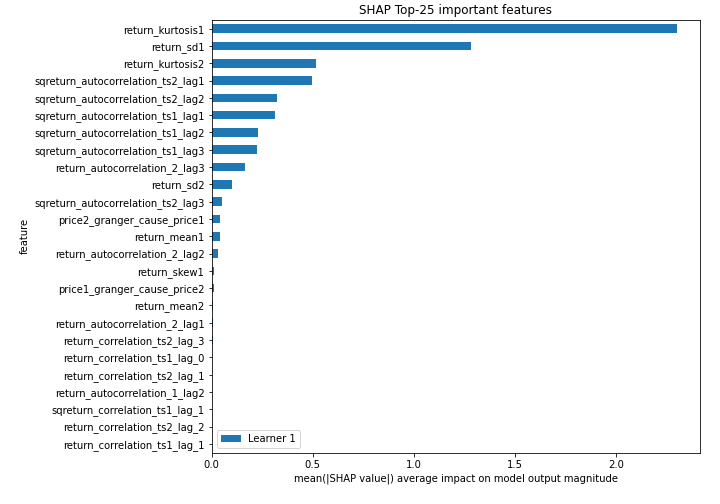 SHAP Top-25 important features
return_kurtosis1
return_sd1
return_kurtosis2
sqreturn_autocorrelation_ts2_lag1
sqreturn_autocorrelation_ts2_lag2
sqreturn_autocorrelation_ts1_lag1
sqreturn_autocorrelation_ts1_lag2
sqreturn_autocorrelation_ts1_lag3
return_autocorrelation_2_lag3
return_sd2
sqreturn_autocorrelation_ts2_lag3
price2_granger_cause_price1
return_mean1
return_autocorrelation_2_lag2
return_skew1
price1_granger_cause_price2
return_mean2
return_autocorrelation_2_lag1
return_correlation_ts2_lag_3
return_correlation_ts1_lag_0
return_correlation_ts2_lag_1
return_autocorrelation_1_lag2
sqreturn_correlation_ts1_lag_1
return_correlation_ts2_lag_2
return_correlation_ts1_lag_1
feature
Learner 1
0.0 0.5 1.0 1.5 2.0
mean(|SHAP value|) average impact on model output magnitude